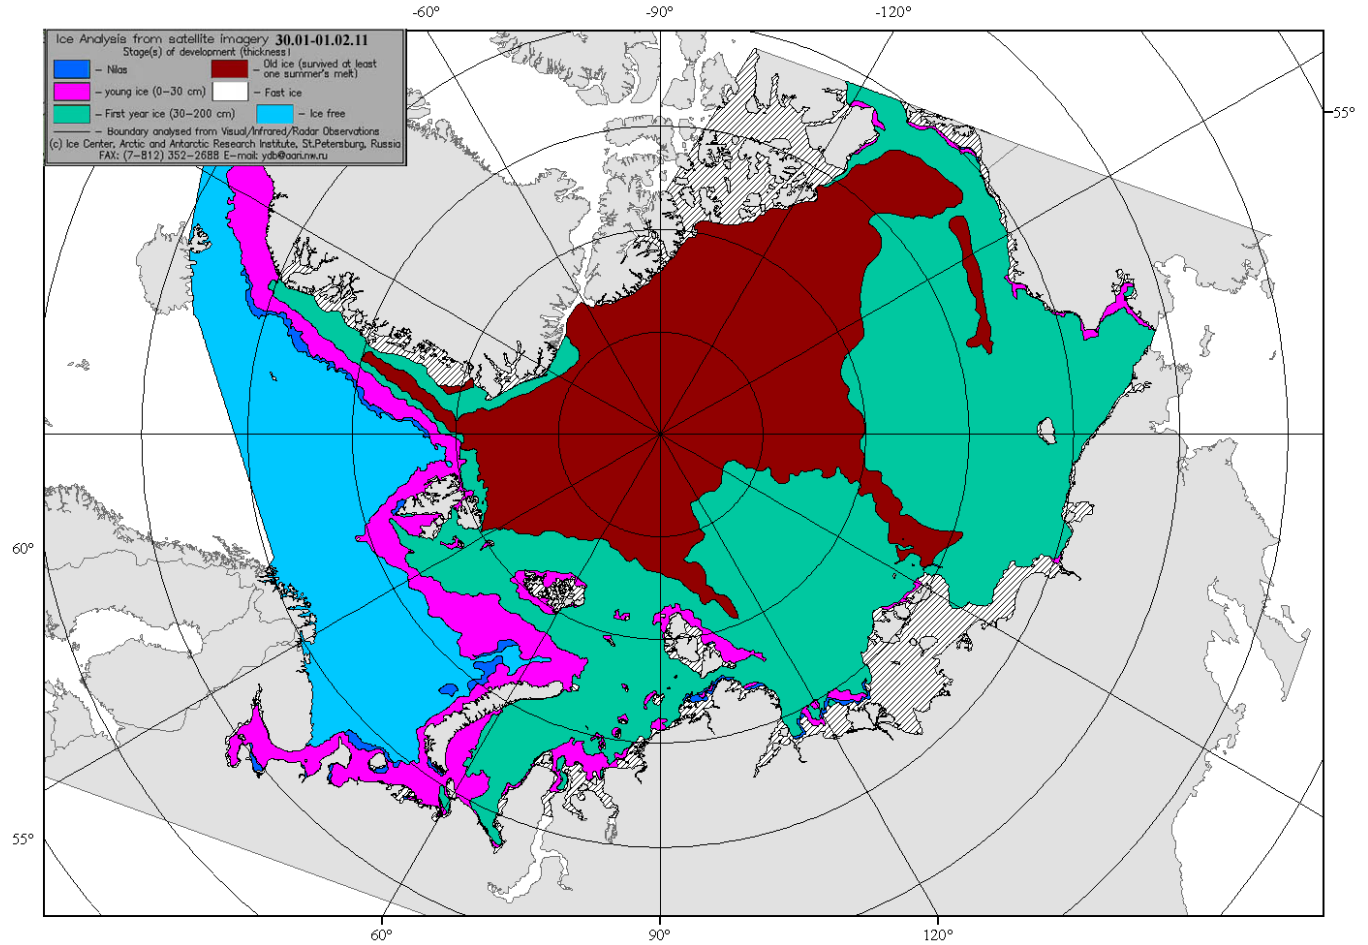 -60° -90° -120°
Ice Analysis from satellite imagery 30.01-01.02.11
Stage(s) of development (thickness)
– Nilas – Old ice (survived at least one summer's melt)
– young ice (0–30 cm) – Fast ice
– First year ice (30–200 cm) – Ice free
– Boundary analysed from Visual/Infrared/Radar Observations
(c) Ice Center, Arctic and Antarctic Research Institute, St.Petersburg, Russia
FAX: (7–812) 352–2688 E–mail: ydb@aari.nw.ru
55°
60°
55°
60° 90° 120°